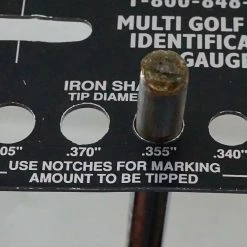 1-800-848-
MULTI GOLF
IDENTIFICA
GAUG
IRON SHA
TIP DIAME
05" .370" .355" .340"
USE NOTCHES FOR MARKING
AMOUNT TO BE TIPPED